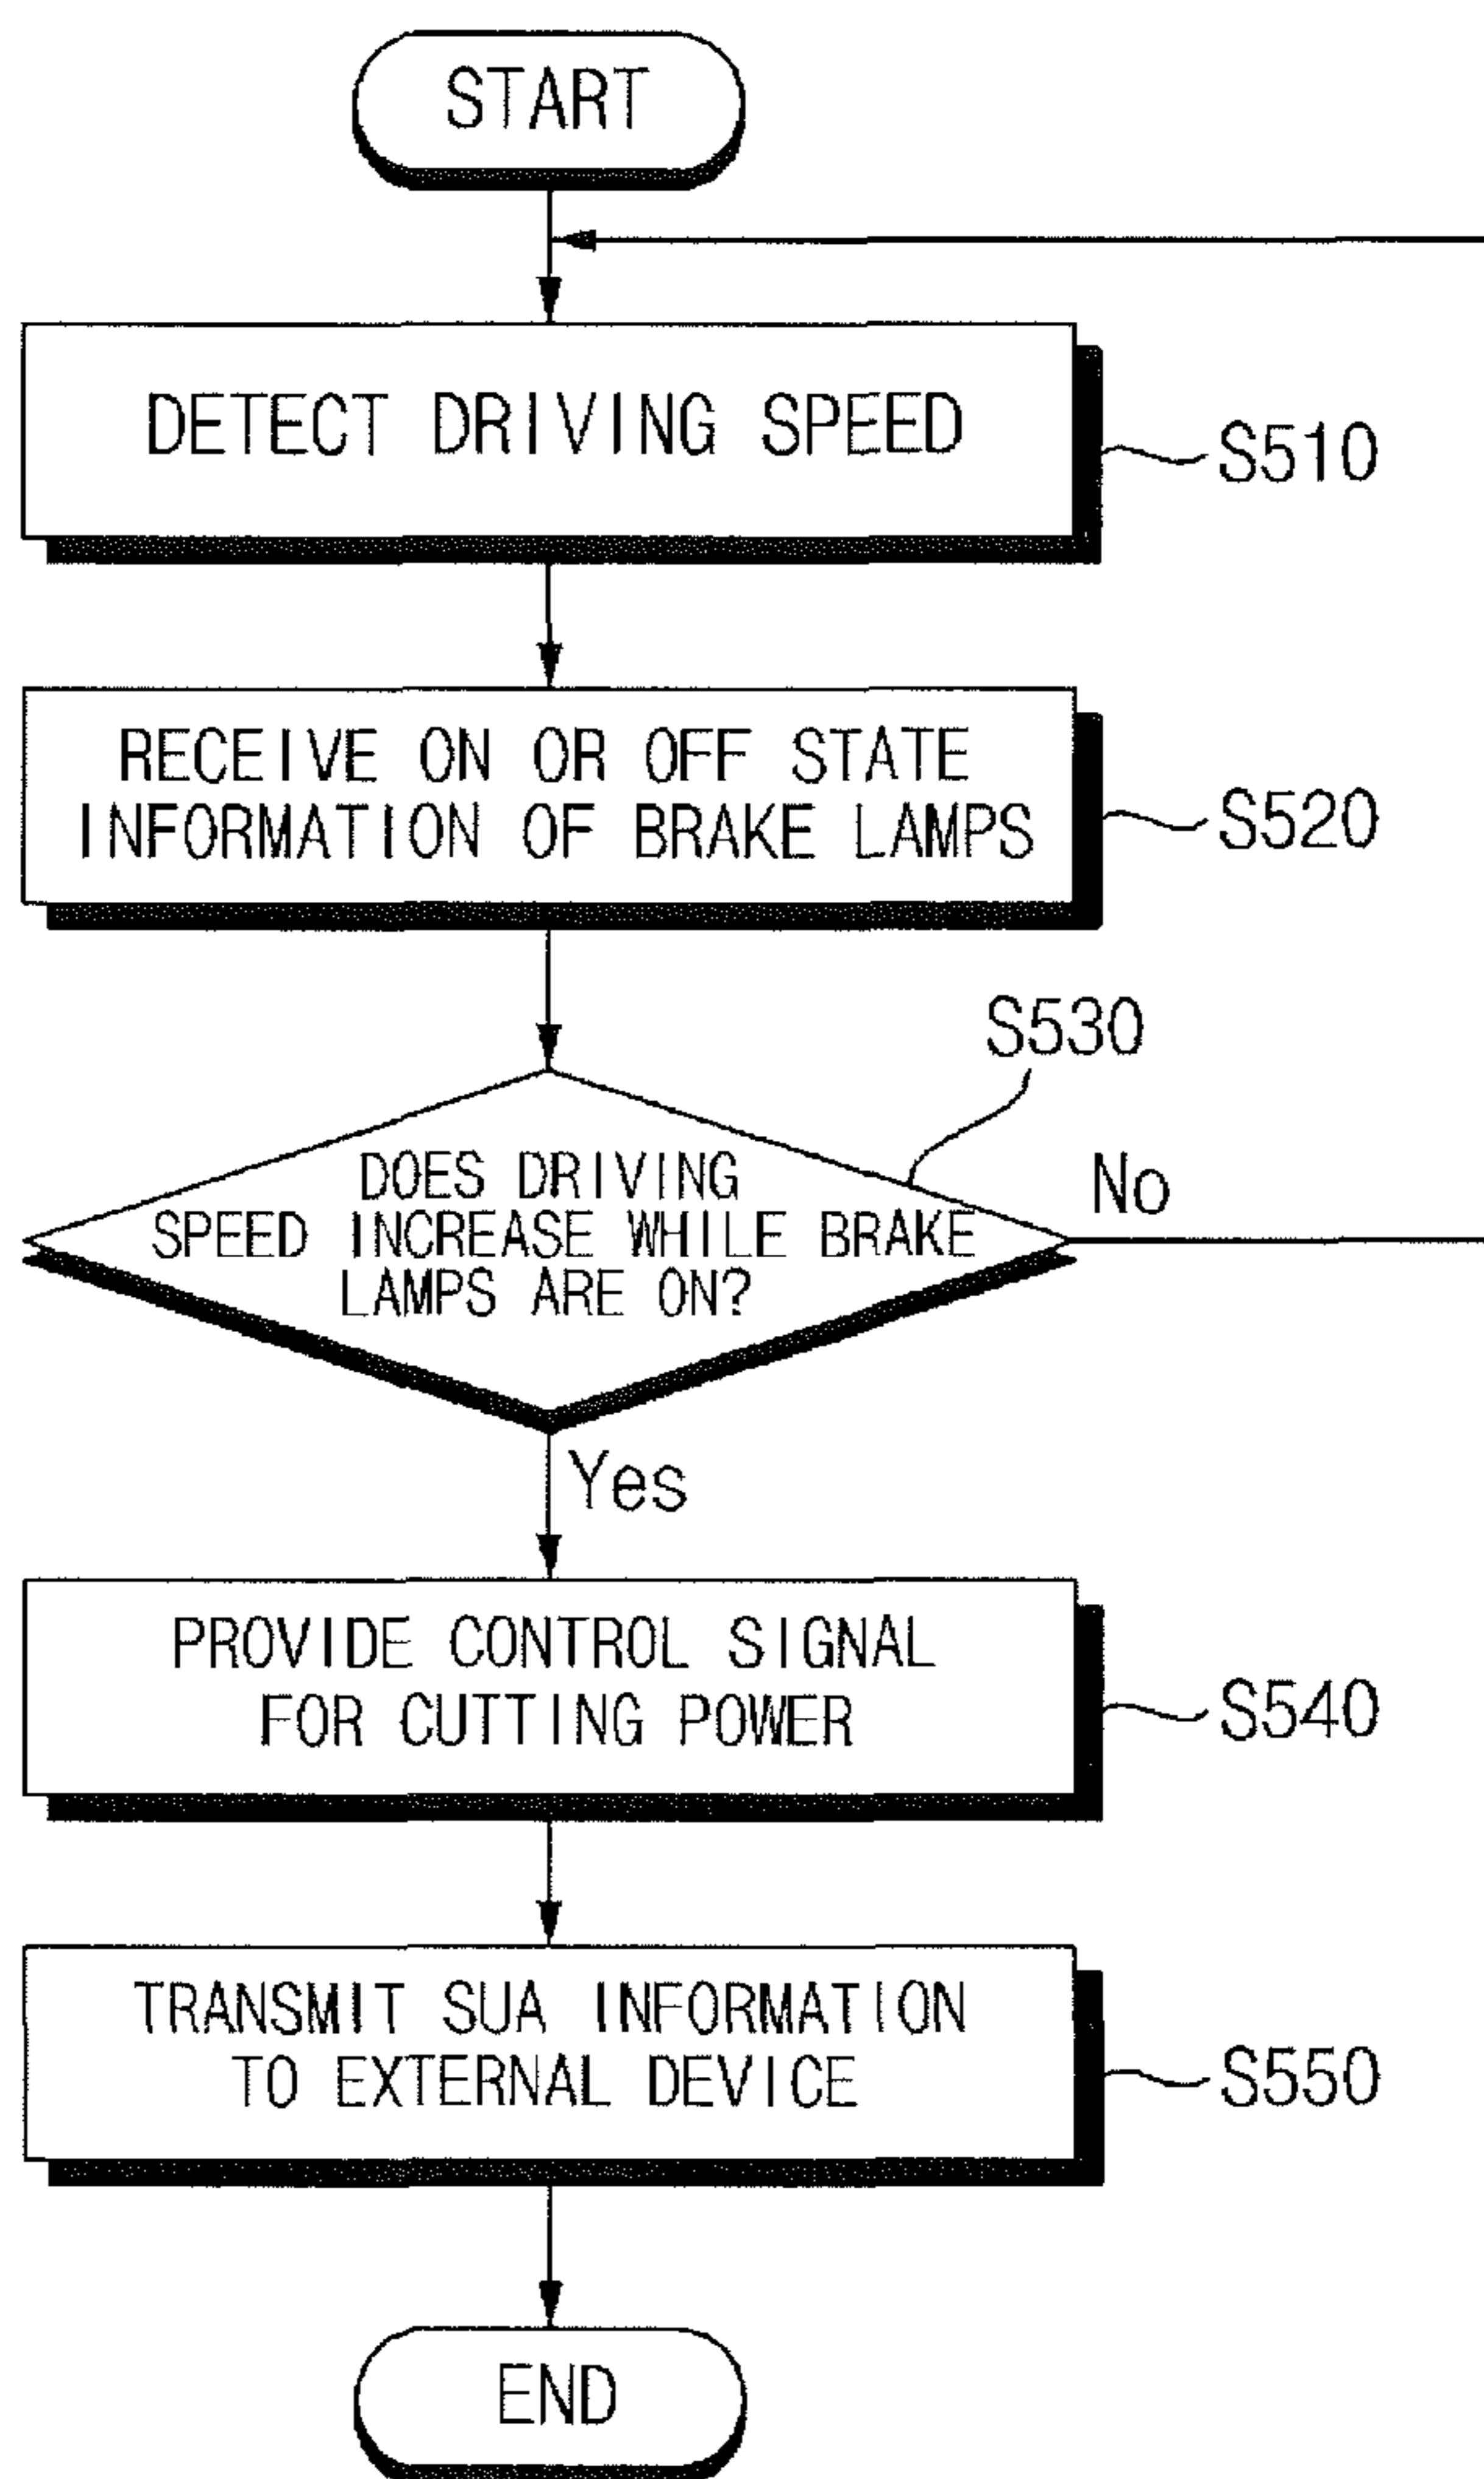 START
DETECT DRIVING SPEED
S510
RECEIVE ON OR OFF STATE
INFORMATION OF BRAKE LAMPS
S520
S530
DOES DRIVING
SPEED INCREASE WHILE BRAKE
LAMPS ARE ON?
No
Yes
PROVIDE CONTROL SIGNAL
FOR CUTTING POWER
S540
TRANSMIT SUA INFORMATION
TO EXTERNAL DEVICE
S550
END